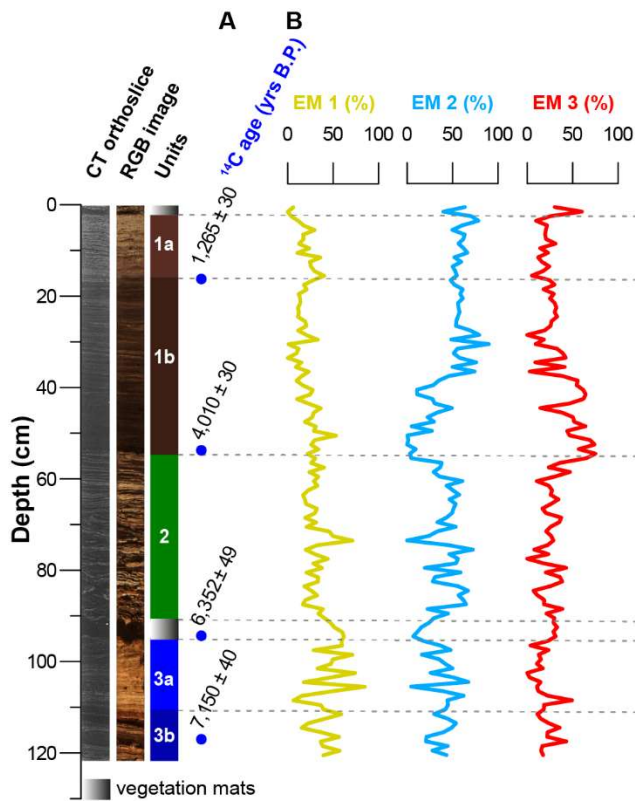 A
B
CT orthoslice
RGB image
Units
¹⁴C age (yrs B.P.)
EM 1 (%)
EM 2 (%)
EM 3 (%)
0 50 100
0 50 100
0 50 100
Depth (cm)
0
20
40
60
80
100
120
1a
1b
2
3a
3b
1,265 ± 30
4,010 ± 30
6,352 ± 49
7,150 ± 40
vegetation mats